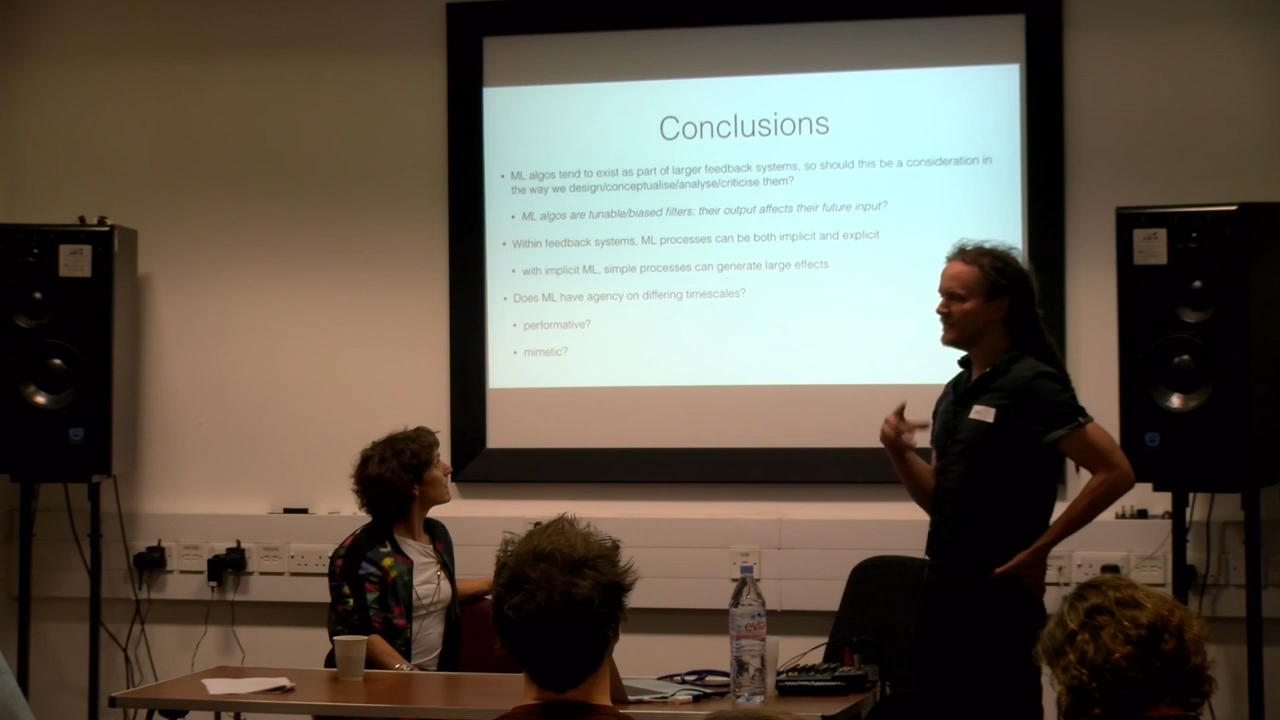 Conclusions
• ML algos tend to exist as part of larger feedback systems, so should this be a consideration in
the way we design/conceptualise/analyse/criticise them?
• ML algos are tunable/biased filters: their output affects their future input?
• Within feedback systems, ML processes can be both implicit and explicit
• with implicit ML, simple processes can generate large effects
• Does ML have agency on differing timescales?
• performative?
• mimetic?
evian